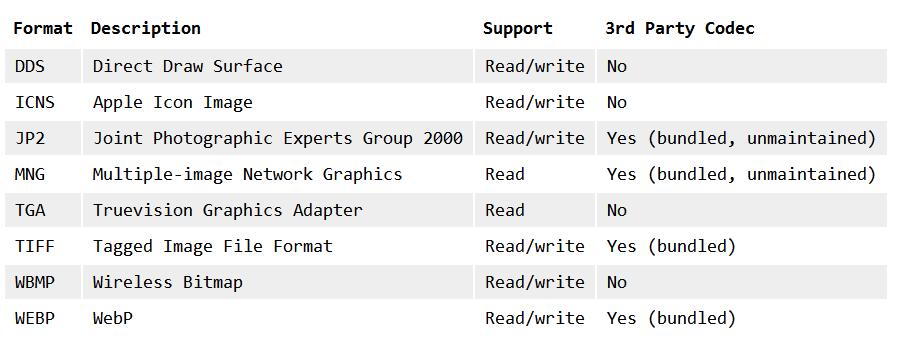 Format Description Support 3rd Party Codec
DDS Direct Draw Surface Read/write No
ICNS Apple Icon Image Read/write No
JP2 Joint Photographic Experts Group 2000 Read/write Yes (bundled, unmaintained)
MNG Multiple-image Network Graphics Read Yes (bundled, unmaintained)
TGA Truevision Graphics Adapter Read No
TIFF Tagged Image File Format Read/write Yes (bundled)
WBMP Wireless Bitmap Read/write No
WEBP WebP Read/write Yes (bundled)